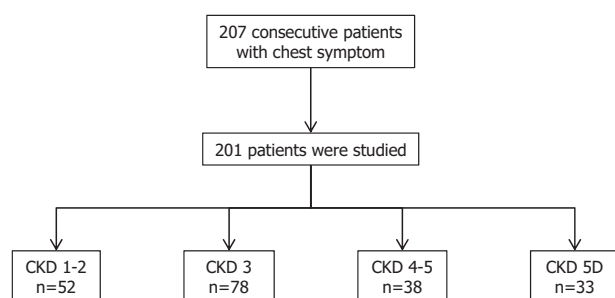 207 consecutive patients
with chest symptom
201 patients were studied
CKD 1-2
n=52
CKD 3
n=78
CKD 4-5
n=38
CKD 5D
n=33